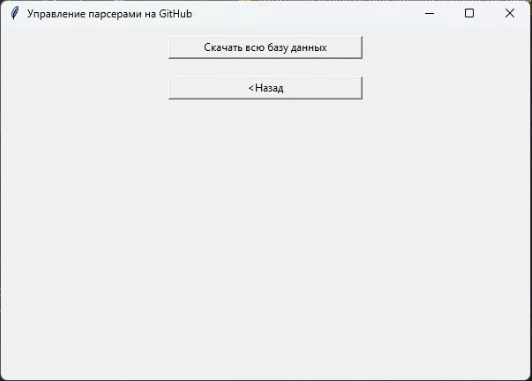 Управление парсерами на GitHub
Скачать всю базу данных
<Назад